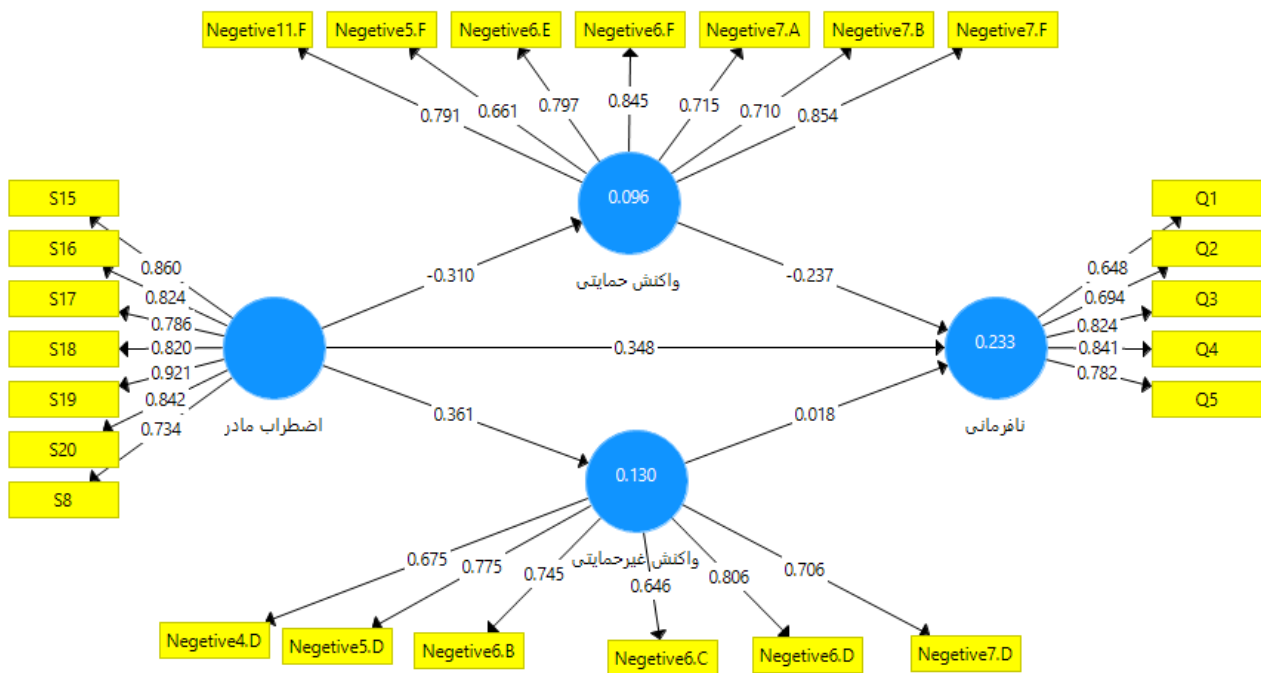 Negetive11.F
Negetive5.F
Negetive6.E
Negetive6.F
Negetive7.A
Negetive7.B
Negetive7.F
0.791
0.661
0.797
0.845
0.715
0.710
0.854
0.096
واکنش حمایتی
S15
S16
S17
S18
S19
S20
S8
0.860
0.824
0.786
0.820
0.921
0.842
0.734
اضطراب مادر
-0.310
-0.237
0.348
0.361
0.018
0.233
نافرمانی
Q1
Q2
Q3
Q4
Q5
0.648
0.694
0.824
0.841
0.782
0.130
واکنش غیرحمایتی
0.675
0.775
0.745
0.646
0.806
0.706
Negetive4.D
Negetive5.D
Negetive6.B
Negetive6.C
Negetive6.D
Negetive7.D